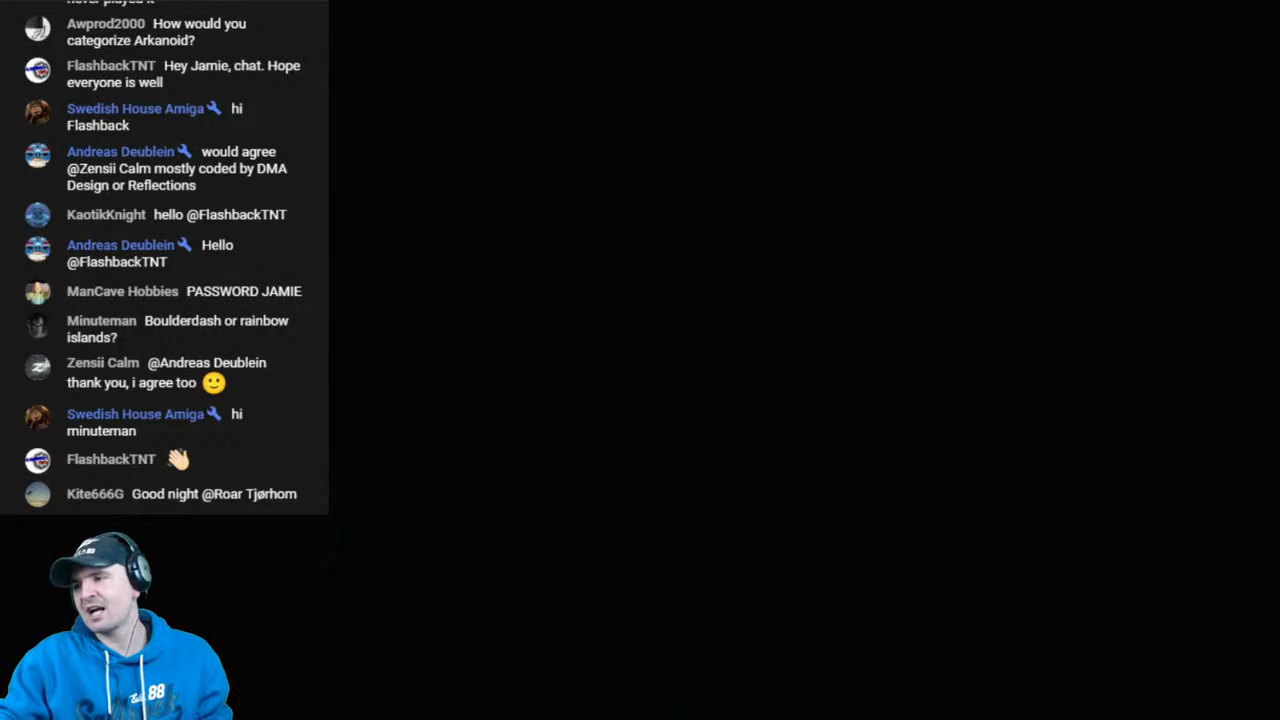 never played it
Awprod2000 How would you
categorize Arkanoid?
FlashbackTNT Hey Jamie, chat. Hope
everyone is well
Swedish House Amiga hi
Flashback
Andreas Deublein would agree
@Zensii Calm mostly coded by DMA
Design or Reflections
KaotikKnight hello @FlashbackTNT
Andreas Deublein Hello
@FlashbackTNT
ManCave Hobbies PASSWORD JAMIE
Minuteman Boulderdash or rainbow
islands?
Zensii Calm @Andreas Deublein
thank you, i agree too 🙂
Swedish House Amiga hi
minuteman
FlashbackTNT 👋🏻
Kite666G Good night @Roar Tjørhom
88